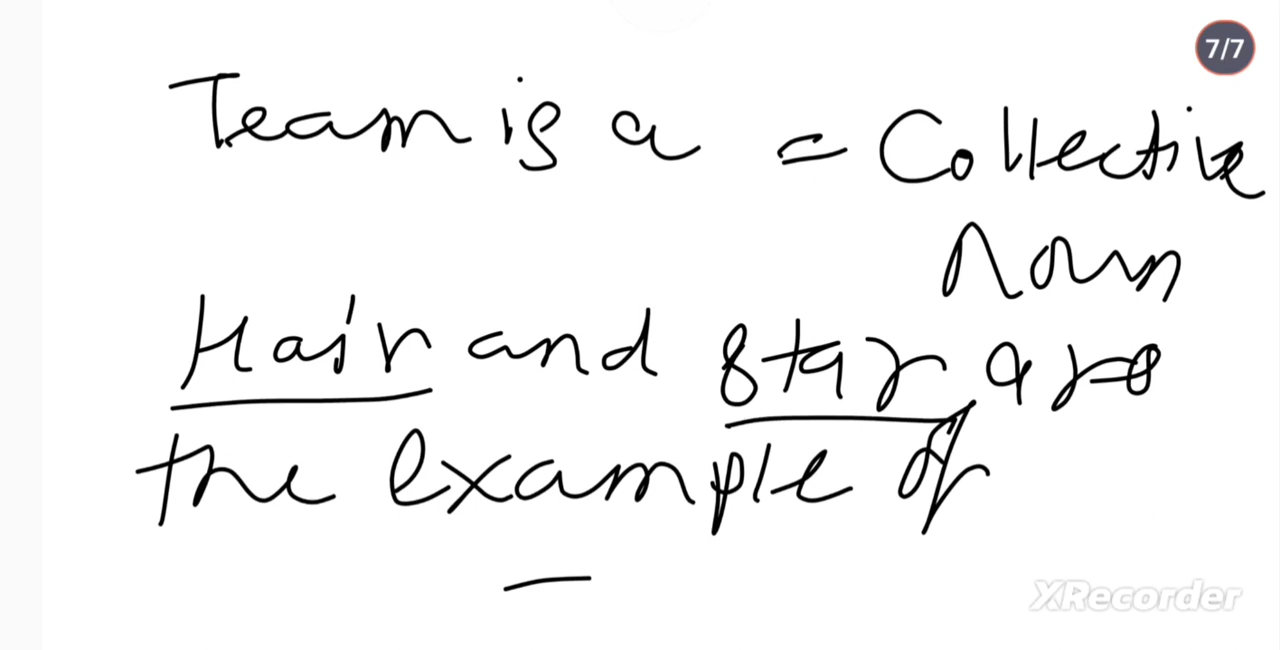 7/7
Team is a = Collective
Noun
Hair and Star are
the example of
—
XRecorder